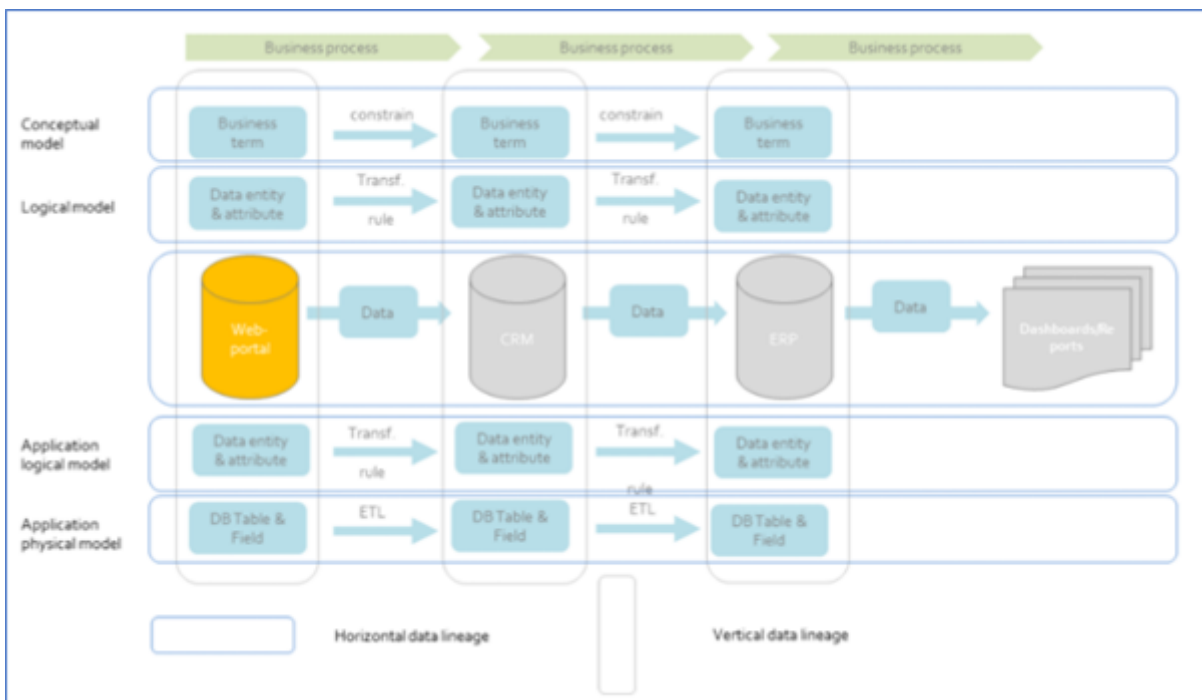 Business process
Business process
Business process
Conceptual
model
Business
term
constrain
Business
term
constrain
Business
term
Logical model
Data entity
& attribute
Transf.
rule
Data entity
& attribute
Transf.
rule
Data entity
& attribute
Web-
portal
Data
CRM
Data
ERP
Data
Dashboards/Re
ports
Application
logical model
Data entity
& attribute
Transf.
rule
Data entity
& attribute
Transf.
rule
Data entity
& attribute
Application
physical model
DB Table &
Field
ETL
DB Table &
Field
ETL
DB Table &
Field
Horizontal data lineage
Vertical data lineage